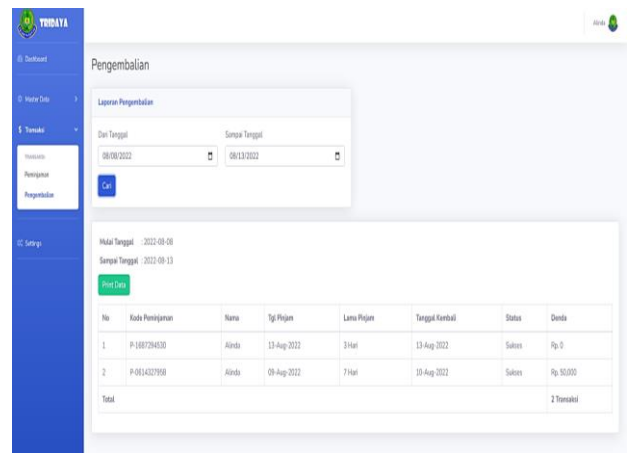 TRIDAYA
Alinda
Dashboard
Master Data
$ Transaksi
TRANSAKSI
Peminjaman
Pengembalian
Settings
Pengembalian
Laporan Pengembalian
Dari Tanggal Sampai Tanggal
08/08/2022 08/13/2022
Cari
Mulai Tanggal : 2022-08-08
Sampai Tanggal : 2022-08-13
Print Data
No Kode Peminjaman Nama Tgl Pinjam Lama Pinjam Tanggal Kembali Status Denda
1 P-1687294530 Alinda 13-Aug-2022 3 Hari 13-Aug-2022 Sukses Rp. 0
2 P-0814327958 Alinda 09-Aug-2022 7 Hari 10-Aug-2022 Sukses Rp. 50,000
Total 2 Transaksi